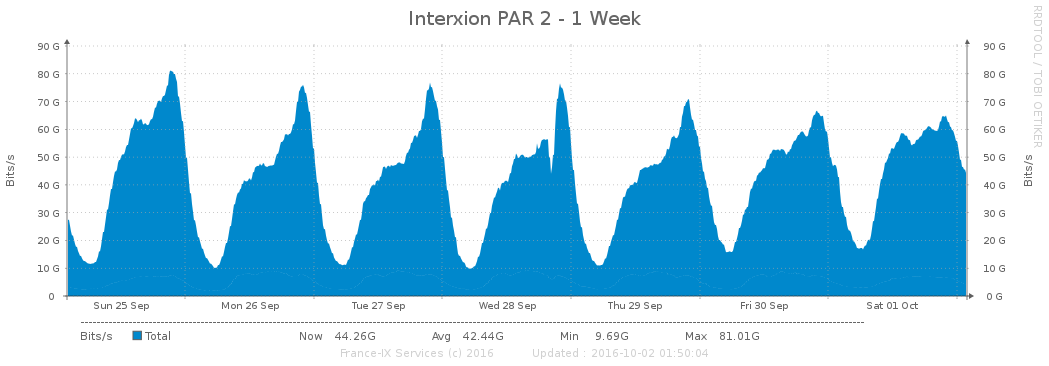 Interxion PAR 2 - 1 Week
RRDTOOL / TOBI OETIKER
Bits/s
90 G 90 G
80 G 80 G
70 G 70 G
60 G 60 G
50 G 50 G
40 G 40 G
30 G 30 G
20 G 20 G
10 G 10 G
0 0 G
Bits/s
Sun 25 Sep Mon 26 Sep Tue 27 Sep Wed 28 Sep Thu 29 Sep Fri 30 Sep Sat 01 Oct
Bits/s Total Now 44.26G Avg 42.44G Min 9.69G Max 81.01G
France-IX Services (c) 2016 Updated : 2016-10-02 01:50:04